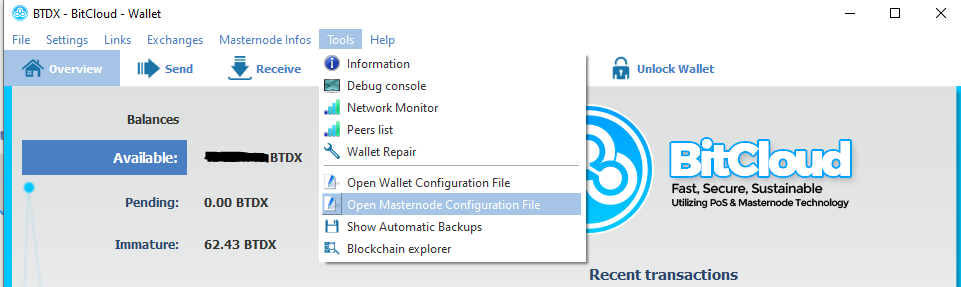 BTDX - BitCloud - Wallet
File Settings Links Exchanges Masternode Infos Tools Help
Overview Send Receive Unlock Wallet
Information
Debug console
Network Monitor
Peers list
Wallet Repair
Open Wallet Configuration File
Open Masternode Configuration File
Show Automatic Backups
Blockchain explorer
Balances
Available: BTDX
Pending: 0.00 BTDX
Immature: 62.43 BTDX
BitCloud
Fast, Secure, Sustainable
Utilizing PoS & Masternode Technology
Recent transactions